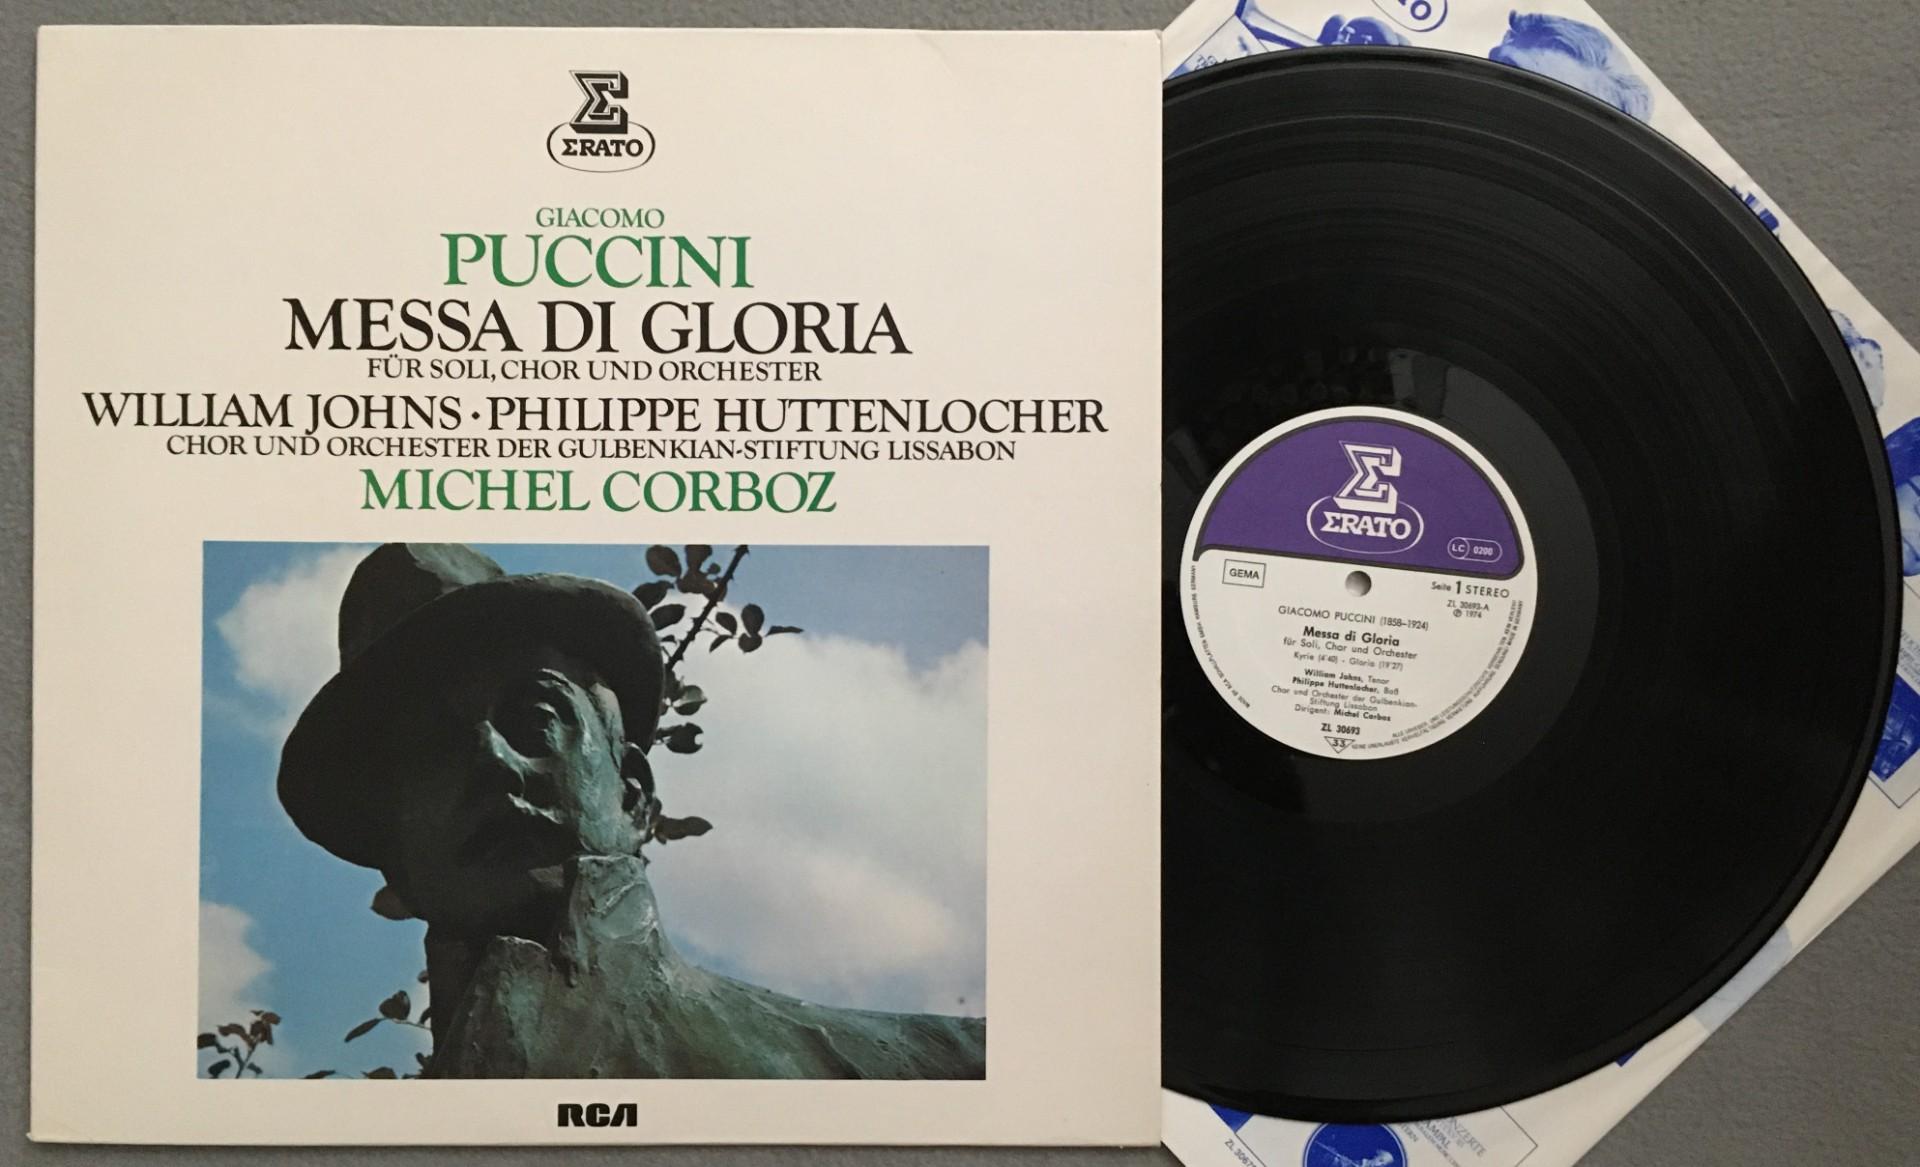 ΣRATO
GIACOMO
PUCCINI
MESSA DI GLORIA
FÜR SOLI, CHOR UND ORCHESTER
WILLIAM JOHNS · PHILIPPE HUTTENLOCHER
CHOR UND ORCHESTER DER GULBENKIAN-STIFTUNG LISSABON
MICHEL CORBOZ
RCA
ΣRATO
LC 0200
GEMA
Seite 1 STEREO
ZL 30693-A
℗ 1974
GIACOMO PUCCINI (1858–1924)
Messa di Gloria
für Soli, Chor und Orchester
Kyrie (4'40) - Gloria (19'27)
William Johns, Tenor
Philippe Huttenlocher, Baß
Chor und Orchester der Gulbenkian-
Stiftung Lissabon
Dirigent: Michel Corboz
ZL 30693
33